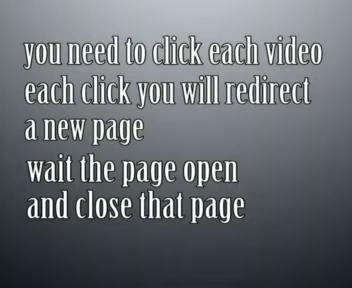 you need to click each video
each click you will redirect
a new page
wait the page open
and close that page